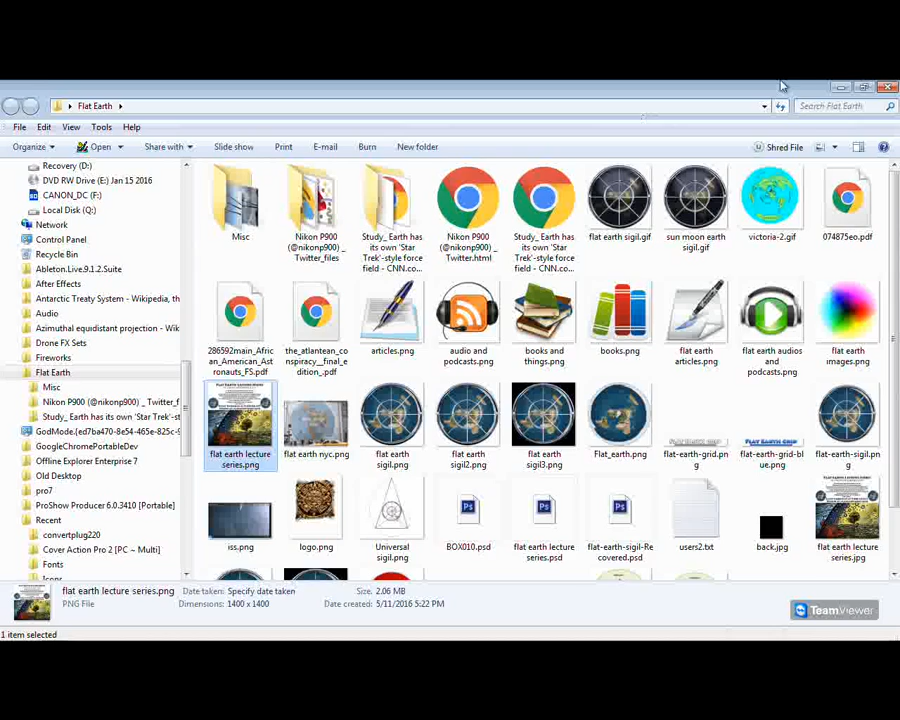 Flat Earth
Search Flat Earth
File Edit View Tools Help
Organize Open Share with Slide show Print E-mail Burn New folder Shred File
Recovery (D:)
DVD RW Drive (E:) Jan 15 2016
CANON_DC (F:)
Local Disk (Q:)
Network
Control Panel
Recycle Bin
Ableton.Live.9.1.2.Suite
After Effects
Antarctic Treaty System - Wikipedia, th
Audio
Azimuthal equidistant projection - Wik
Drone FX Sets
Fireworks
Flat Earth
Misc
Nikon P900 (@nikonp900) _ Twitter_f
Study_ Earth has its own 'Star Trek'-st
GodMode.{ed7ba470-8e54-465e-825c-9
GoogleChromePortableDev
Offline Explorer Enterprise 7
Old Desktop
pro7
ProShow Producer 6.0.3410 [Portable]
Recent
convertplug220
Cover Action Pro 2 [PC ~ Multi]
Fonts
Icons
Misc
Nikon P900
(@nikonp900) _
Twitter_files
Study_ Earth has
its own 'Star
Trek'-style force
field - CNN.co...
Nikon P900
(@nikonp900) _
Twitter.html
Study_ Earth has
its own 'Star
Trek'-style force
field - CNN.co...
flat earth sigil.gif
sun moon earth
sigil.gif
victoria-2.gif
074875eo.pdf
286592main_Afric
an_American_Ast
ronauts_FS.pdf
the_atlantean_co
nspiracy__final_e
dition_.pdf
articles.png
audio and
podcasts.png
books and
things.png
books.png
flat earth
articles.png
flat earth audios
and
podcasts.png
flat earth
images.png
flat earth lecture
series.png
flat earth nyc.png
flat earth
sigil.png
flat earth
sigil2.png
flat earth
sigil3.png
Flat_earth.png
flat-earth-grid.pn
g
flat-earth-grid-bl
ue.png
flat-earth-sigil.pn
g
iss.png
logo.png
Universal
sigil.png
BOX010.psd
flat earth lecture
series.psd
flat-earth-sigil-Re
covered.psd
users2.txt
back.jpg
flat earth lecture
series.jpg
flat earth lecture series.png Date taken: Specify date taken Size: 2.06 MB
PNG File Dimensions: 1400 x 1400 Date created: 5/11/2016 5:22 PM
TeamViewer
1 item selected